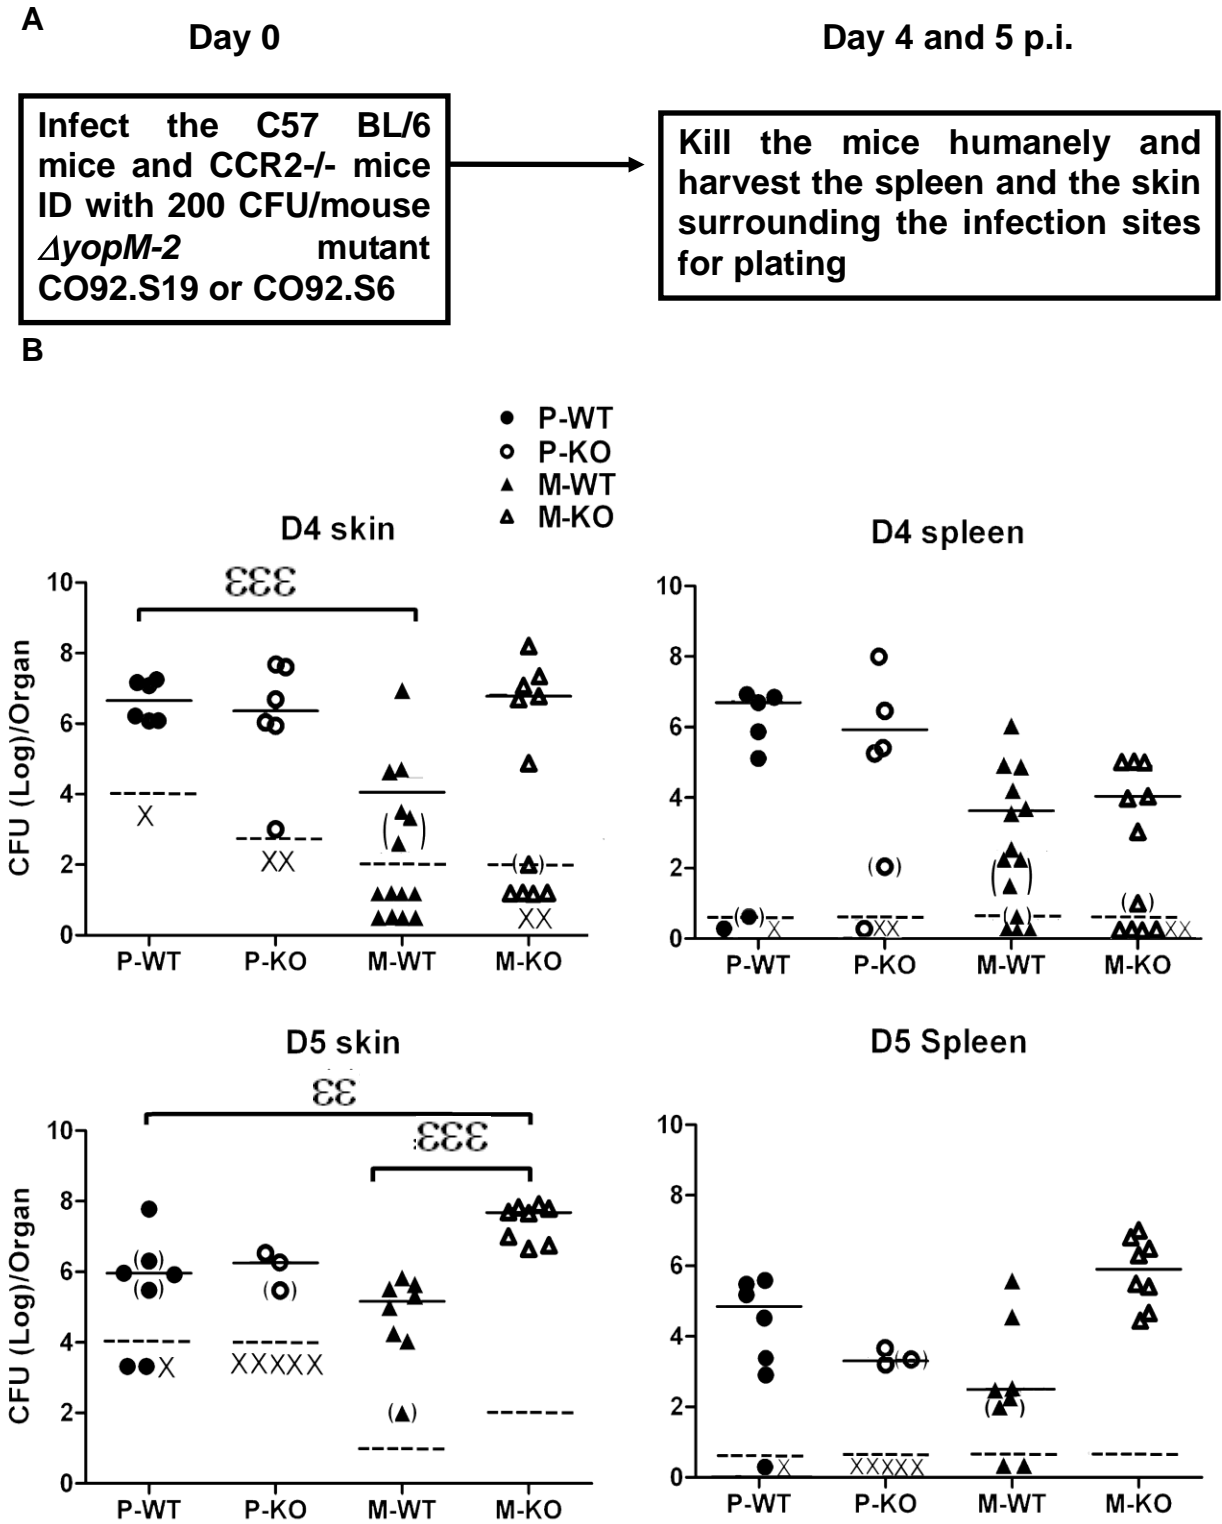 A
Day 0
Day 4 and 5 p.i.
Infect the C57 BL/6
mice and CCR2-/- mice
ID with 200 CFU/mouse
ΔyopM-2 mutant
CO92.S19 or CO92.S6
Kill the mice humanely and
harvest the spleen and the skin
surrounding the infection sites
for plating
B
P-WT
P-KO
M-WT
M-KO
D4 skin
CFU (Log)/Organ
10
8
6
4
2
0
ƐƐƐ
X
XX
( )
( )
XX
P-WT P-KO M-WT M-KO
D4 spleen
10
8
6
4
2
0
( ) X
( )
XX
( )
( )
( )
XX
P-WT P-KO M-WT M-KO
D5 skin
CFU (Log)/Organ
10
8
6
4
2
0
ƐƐ
ƐƐƐ
( )
( )
X
( )
XXXXX
( )
P-WT P-KO M-WT M-KO
D5 Spleen
10
8
6
4
2
0
X
( )
XXXXX
( )
P-WT P-KO M-WT M-KO